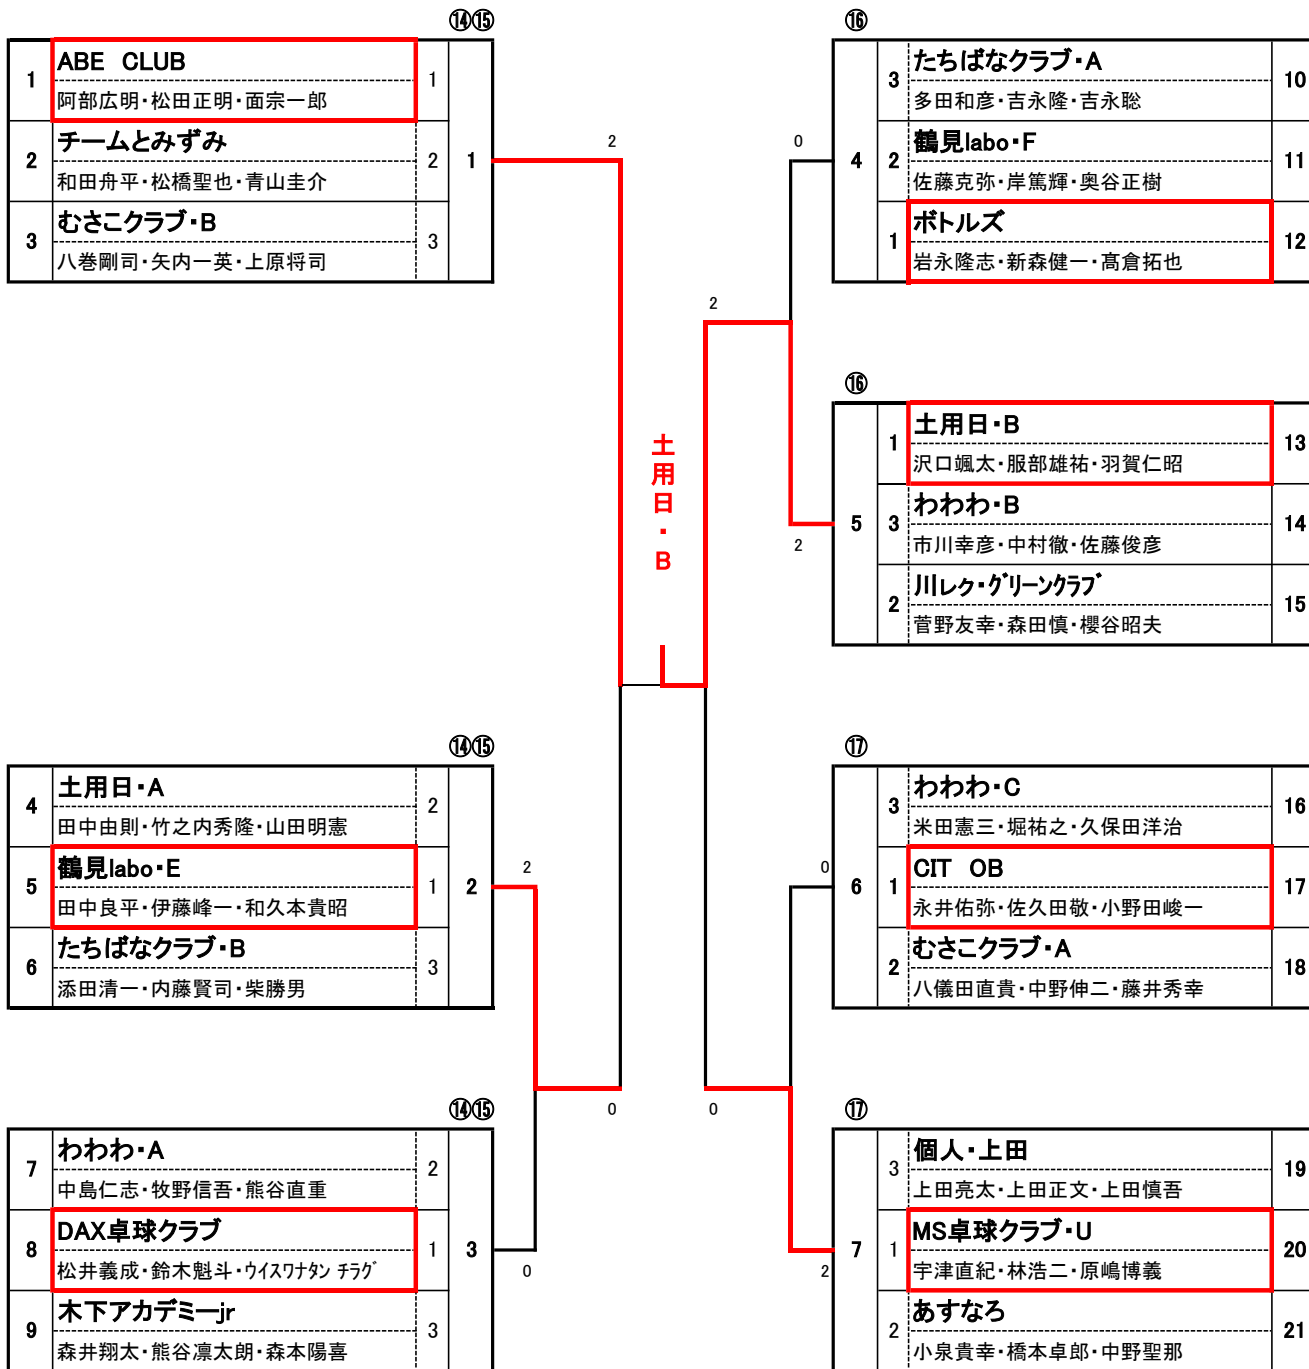 ⑭⑮
1
ABE CLUB
1
阿部広明・松田正明・面宗一郎
2
チームとみずみ
2
和田舟平・松橋聖也・青山圭介
3
むさこクラブ・B
3
八巻剛司・矢内一英・上原将司
1
2
⑭⑮
4
土用日・A
2
田中由則・竹之内秀隆・山田明憲
5
鶴見labo・E
1
田中良平・伊藤峰一・和久本貴昭
6
たちばなクラブ・B
3
添田清一・内藤賢司・柴勝男
2
2
0
⑭⑮
7
わわわ・A
2
中島仁志・牧野信吾・熊谷直重
8
DAX卓球クラブ
1
松井義成・鈴木魁斗・ウイスワナタン チラグ
9
木下アカデミーjr
3
森井翔太・熊谷凛太朗・森本陽喜
3
0
土用日・B
⑯
4
0
3
たちばなクラブ・A
10
多田和彦・吉永隆・吉永聡
2
鶴見labo・F
11
佐藤克弥・岸篤輝・奥谷正樹
1
ボトルズ
12
岩永隆志・新森健一・髙倉拓也
2
⑯
5
2
1
土用日・B
13
沢口颯太・服部雄祐・羽賀仁昭
3
わわわ・B
14
市川幸彦・中村徹・佐藤俊彦
2
川レク・グリーンクラブ
15
菅野友幸・森田慎・櫻谷昭夫
⑰
6
0
3
わわわ・C
16
米田憲三・堀祐之・久保田洋治
1
CIT OB
17
永井佑弥・佐久田敬・小野田峻一
2
むさこクラブ・A
18
八儀田直貴・中野伸二・藤井秀幸
0
⑰
7
2
3
個人・上田
19
上田亮太・上田正文・上田慎吾
1
MS卓球クラブ・U
20
宇津直紀・林浩二・原嶋博義
2
あすなろ
21
小泉貴幸・橋本卓郎・中野聖那